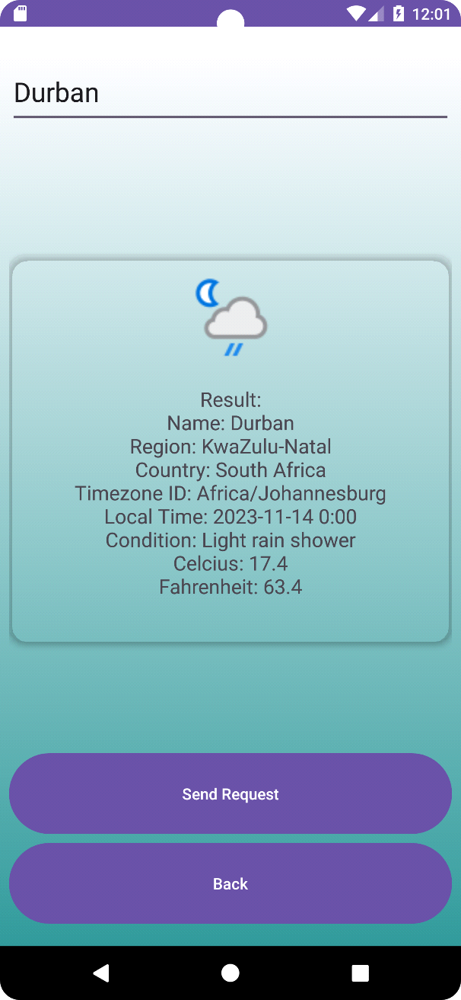 12:01
Durban
Result:
Name: Durban
Region: KwaZulu-Natal
Country: South Africa
Timezone ID: Africa/Johannesburg
Local Time: 2023-11-14 0:00
Condition: Light rain shower
Celcius: 17.4
Fahrenheit: 63.4
Send Request
Back